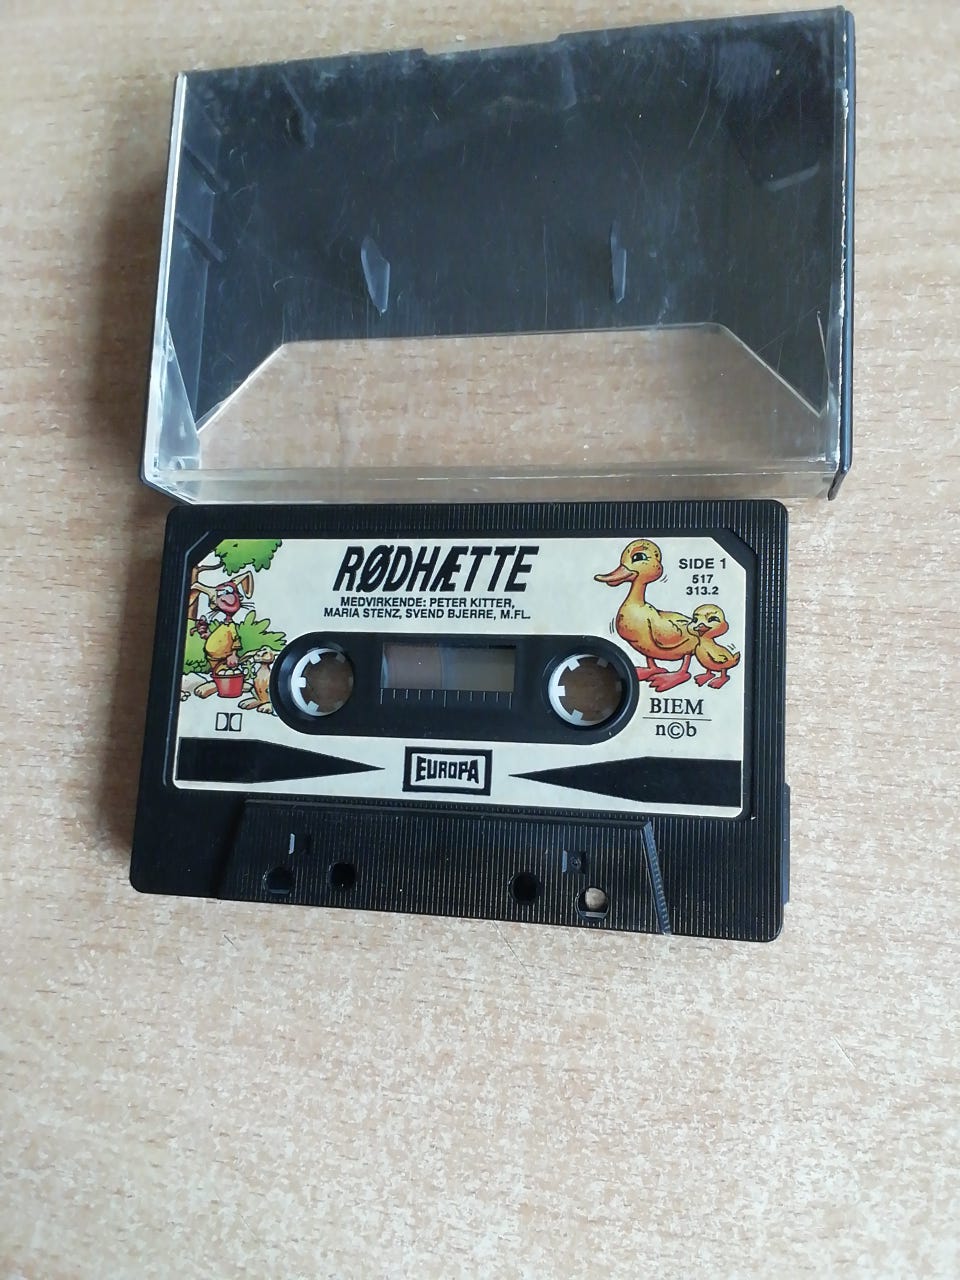 RØDHÆTTE
MEDVIRKENDE: PETER KITTER,
MARIA STENZ, SVEND BJERRE, M.FL.
SIDE 1
517
313.2
BIEM
n©b
EUROPA